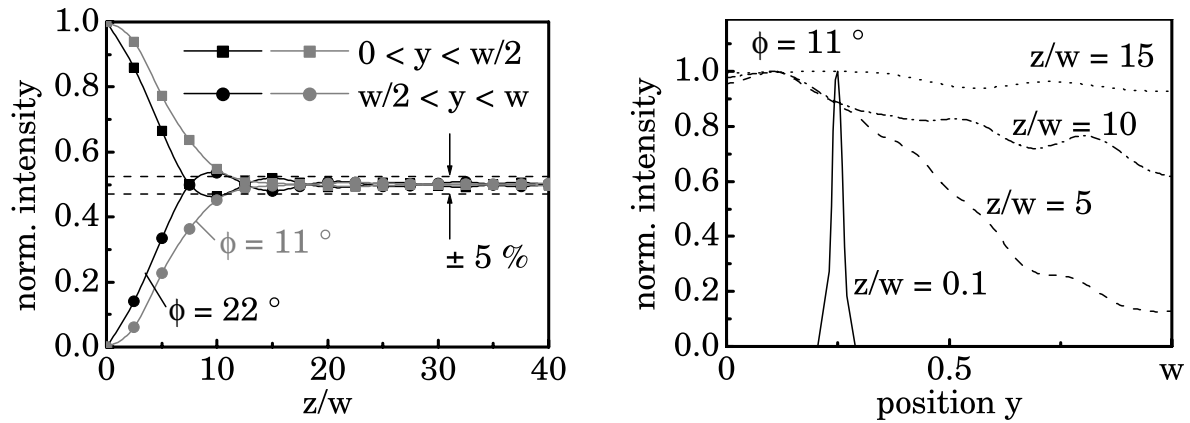 1.0
0.8
0.6
0.4
0.2
0.0
norm. intensity
0 < y < w/2
w/2 < y < w
ϕ = 11 °
ϕ = 22 °
± 5 %
0 10 20 30 40
z/w
ϕ = 11 °
z/w = 15
z/w = 10
z/w = 5
z/w = 0.1
1.0
0.8
0.6
0.4
0.2
0.0
norm. intensity
0 0.5 w
position y